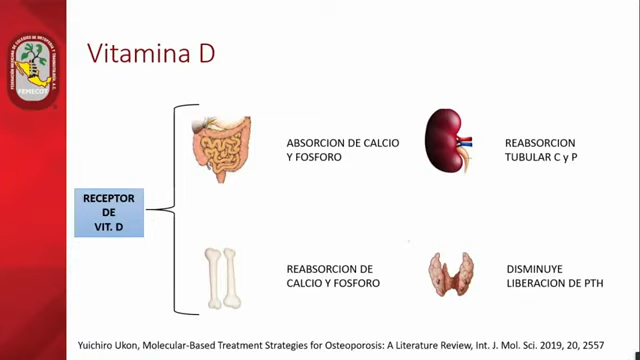 Vitamina D
FEMECOT
ABSORCION DE CALCIO
Y FOSFORO
REABSORCION
TUBULAR C y P
RECEPTOR
DE
VIT. D
REABSORCION DE
CALCIO Y FOSFORO
DISMINUYE
LIBERACION DE PTH
Yuichiro Ukon, Molecular-Based Treatment Strategies for Osteoporosis: A Literature Review, Int. J. Mol. Sci. 2019, 20, 2557